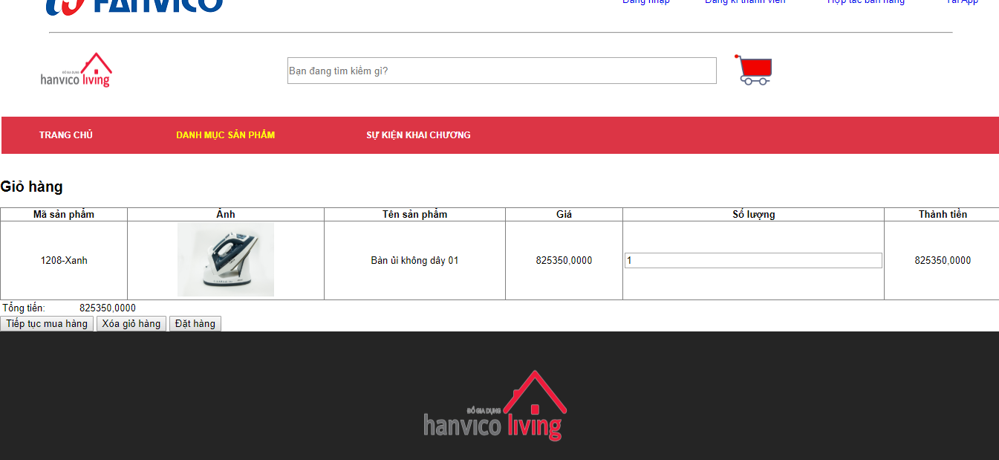 FANVICO
Đăng nhập Đăng kí thành viên Hợp tác bán hàng Tải App
ĐỒ GIA DỤNG
hanvico living
Bạn đang tìm kiếm gì?
TRANG CHỦ DANH MỤC SẢN PHẨM SỰ KIỆN KHAI CHƯƠNG
Giỏ hàng
Mã sản phẩm Ảnh Tên sản phẩm Giá Số lượng Thành tiền
1208-Xanh Bàn ủi không dây 01 825350,0000 1 825350,0000
Tổng tiền: 825350,0000
Tiếp tục mua hàng Xóa giỏ hàng Đặt hàng
ĐỒ GIA DỤNG
hanvico living